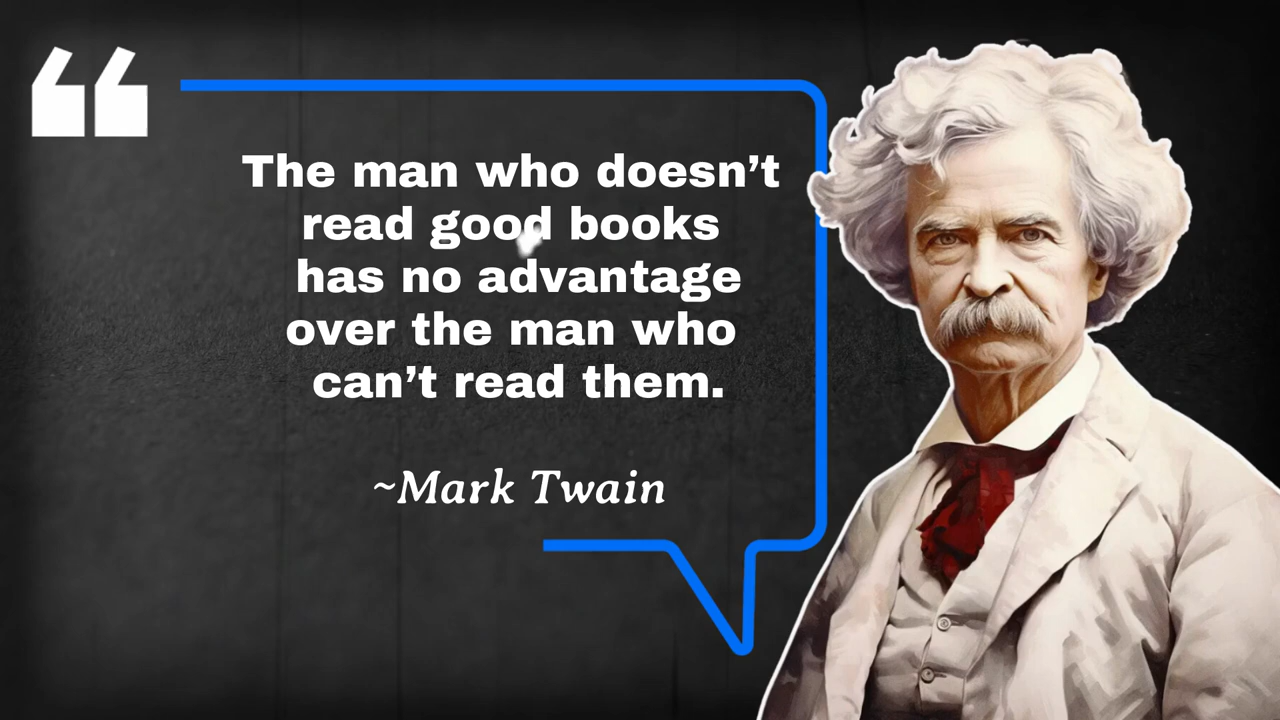 “
The man who doesn’t
read good books
has no advantage
over the man who
can’t read them.
~Mark Twain